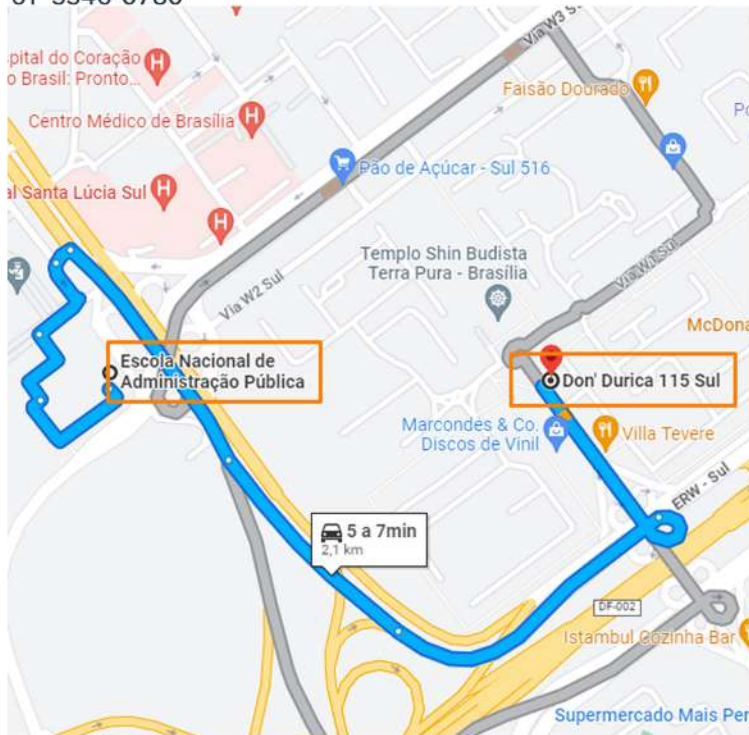 Via W3 Sul
pital do Coração
o Brasil: Pronto...
H
Faisão Dourado
Centro Médico de Brasília
H
Pão de Açúcar - Sul 516
al Santa Lúcia Sul
H
H
Templo Shin Budista
Terra Pura - Brasília
Via W1 Sul
Via W2 Sul
McDona
Escola Nacional de
Administração Pública
Don' Durica 115 Sul
Marcondes & Co.
Discos de Vinil
Villa Tevere
ERW - Sul
5 a 7min
2,1 km
DF-002
Istambul Cozinha Bar
Supermercado Mais Per